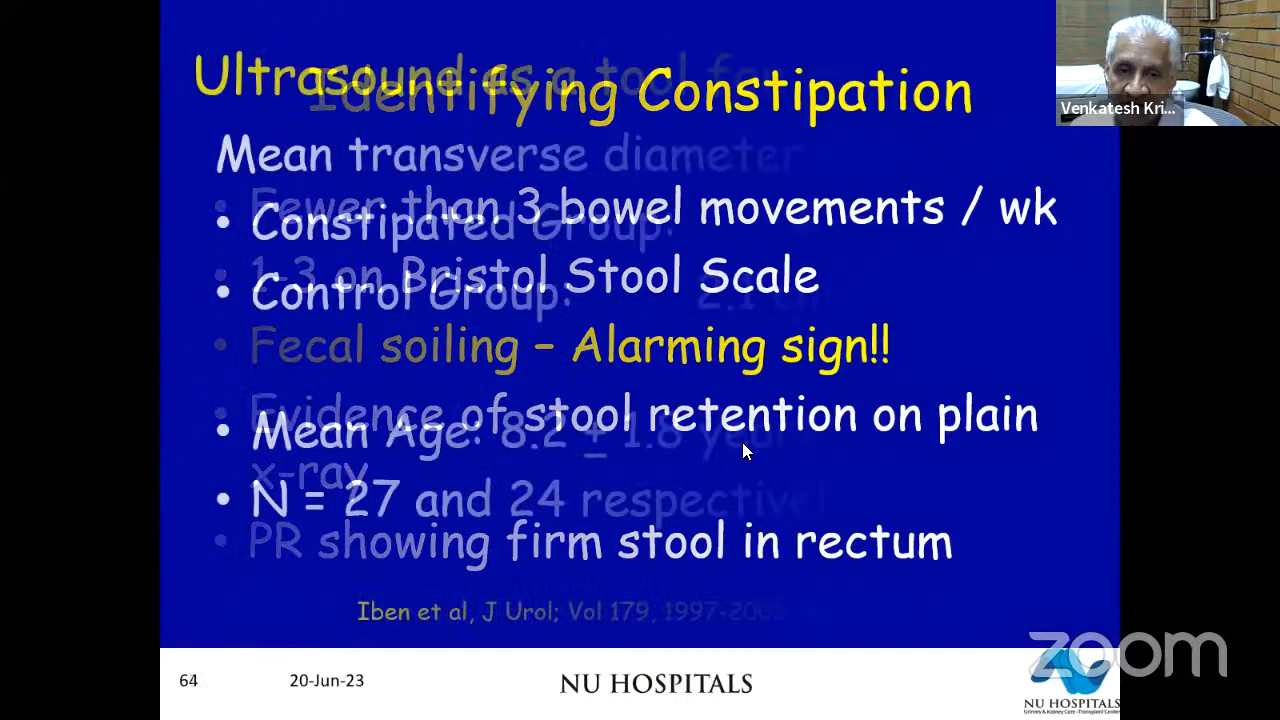 Ultrasound as a tool for
Identifying Constipation
Venkatesh Kri...
Mean transverse diameter
• Fewer than 3 bowel movements / wk
• Constipated Group:
• 1-3 on Bristol Stool Scale
• Control Group: 2.1
• Fecal soiling – Alarming sign!!
• Evidence of stool retention on plain
x-ray
• Mean Age: 8.2 ± 1.8 years
• N = 27 and 24 respectively
• PR showing firm stool in rectum
Iben et al, J Urol; Vol 179, 1997-200
zoom
64
20-Jun-23
NU HOSPITALS
NU HOSPITALS